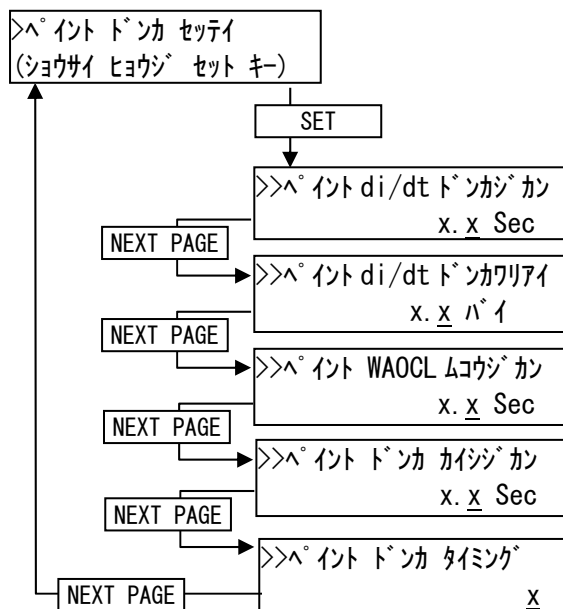 >ﾍﾟｲﾝﾄ ﾄﾞﾝｶ ｾｯﾃｲ
(ｼｮｳｻｲ ﾋｮｳｼﾞ ｾｯﾄ ｷｰ)
SET
>>ﾍﾟｲﾝﾄ di/dt ﾄﾞﾝｶｼﾞｶﾝ
x.x Sec
NEXT PAGE
>>ﾍﾟｲﾝﾄ di/dt ﾄﾞﾝｶﾜﾘｱｲ
x.x ﾊﾞｲ
NEXT PAGE
>>ﾍﾟｲﾝﾄ WAOCL ﾑｺｳｼﾞｶﾝ
x.x Sec
NEXT PAGE
>>ﾍﾟｲﾝﾄ ﾄﾞﾝｶ ｶｲｼｼﾞｶﾝ
x.x Sec
NEXT PAGE
>>ﾍﾟｲﾝﾄ ﾄﾞﾝｶ ﾀｲﾐﾝｸﾞ
x
NEXT PAGE